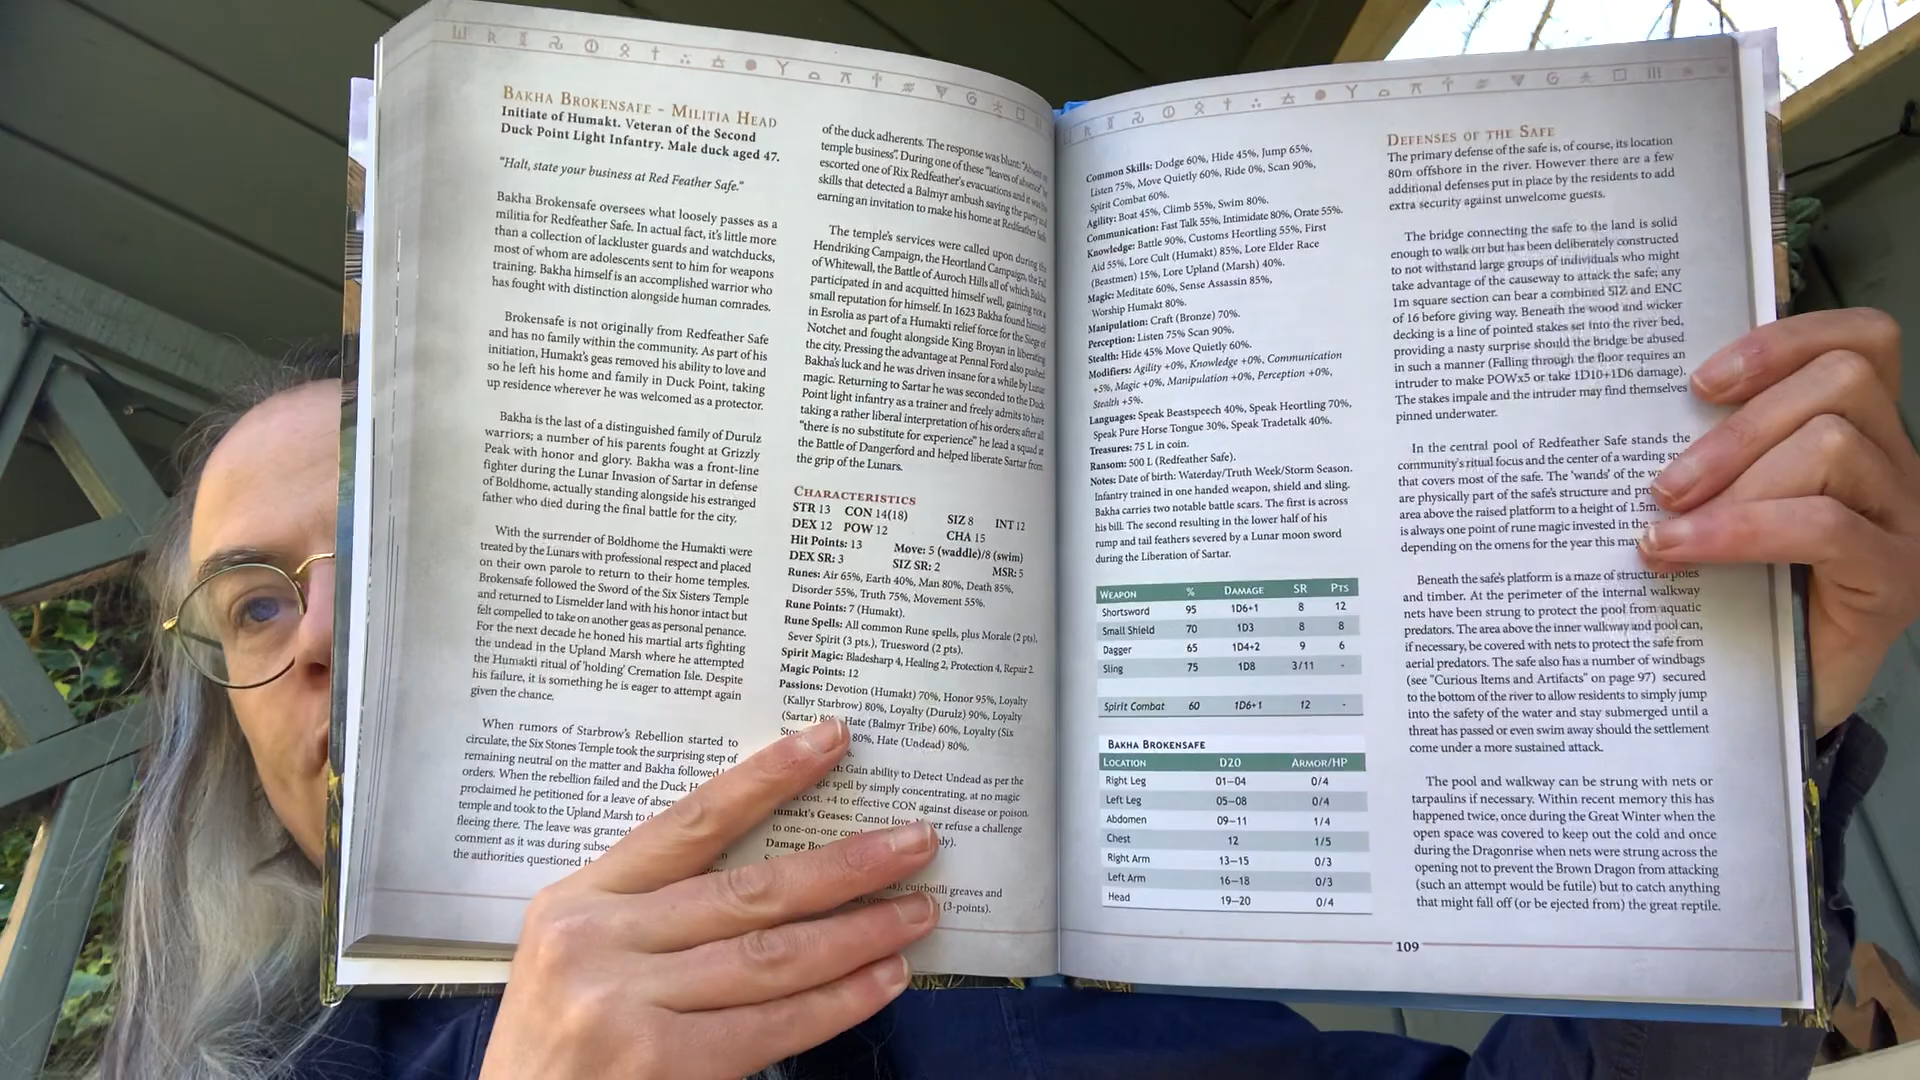 BAKHA BROKENSAFE - MILITIA HEAD
Initiate of Humakt. Veteran of the Second
Duck Point Light Infantry. Male duck aged 47.
"Halt, state your business at Red Feather Safe."
Bakha Brokensafe oversees what loosely passes as a
militia for Redfeather Safe. In actual fact, it's little more
than a collection of lackluster guards and watchducks,
most of whom are adolescents sent to him for weapons
training. Bakha himself is an accomplished warrior who
has fought with distinction alongside human comrades.
Brokensafe is not originally from Redfeather Safe
and has no family within the community. As part of his
initiation, Humakt's geas removed his ability to love and
so he left his home and family in Duck Point, taking
up residence wherever he was welcomed as a protector.
Bakha is the last of a distinguished family of Durulz
warriors; a number of his parents fought at Grizzly
Peak with honor and glory. Bakha was a front-line
fighter during the Lunar Invasion of Sartar in defense
of Boldhome, actually standing alongside his estranged
father who died during the final battle for the city.
With the surrender of Boldhome the Humakti were
treated by the Lunars with professional respect and placed
on their own parole to return to their home temples.
Brokensafe followed the Sword of the Six Sisters Temple
and returned to Lismelder land with his honor intact but
felt compelled to take on another geas as personal penance.
For the next decade he honed his martial arts fighting
the undead in the Upland Marsh where he attempted
the Humakti ritual of 'holding' Cremation Isle. Despite
his failure, it is something he is eager to attempt again
given the chance.
When rumors of Starbrow's Rebellion started to
circulate, the Six Stones Temple took the surprising step of
remaining neutral on the matter and Bakha followed
orders. When the rebellion failed and the Duck H
proclaimed he petitioned for a leave of abse
temple and took to the Upland Marsh to
fleeing there. The leave was granted
comment as it was during subse
the authorities questioned
of the duck adherents. The response was blunt: "Absent on
temple business". During one of these "leaves of absence" he
escorted one of Rix Redfeather's evacuations and it was his
skills that detected a Balmyr ambush saving the party and
earning an invitation to make his home at Redfeather Safe.
The temple's services were called upon during the
Hendriking Campaign, the Heortland Campaign, the Fall
of Whitewall, the Battle of Auroch Hills all of which Bakha
participated in and acquitted himself well, gaining not a
small reputation for himself. In 1623 Bakha found himself
in Esrolia as part of a Humakti relief force for the Siege of
Notchet and fought alongside King Broyan in liberating
the city. Pressing the advantage at Pennal Ford also pushed
Bakha's luck and he was driven insane for a while by Lunar
magic. Returning to Sartar he was seconded to the Duck
Point light infantry as a trainer and freely admits to have
taking a rather liberal interpretation of his orders; after all
"there is no substitute for experience" he lead a squad at
the Battle of Dangerford and helped liberate Sartar from
the grip of the Lunars.
CHARACTERISTICS
STR 13 CON 14(18) SIZ 8 INT 12
DEX 12 POW 12 CHA 15
Hit Points: 13 Move: 5 (waddle)/8 (swim)
DEX SR: 3 SIZ SR: 2 MSR: 5
Runes: Air 65%, Earth 40%, Man 80%, Death 85%,
Disorder 55%, Truth 75%, Movement 55%.
Rune Points: 7 (Humakt).
Rune Spells: All common Rune spells, plus Morale (2 pts),
Sever Spirit (3 pts.), Truesword (2 pts).
Spirit Magic: Bladesharp 4, Healing 2, Protection 4, Repair 2
Magic Points: 12
Passions: Devotion (Humakt) 70%, Honor 95%, Loyalty
(Kallyr Starbrow) 80%, Loyalty (Durulz) 90%, Loyalty
(Sartar) 80%, Hate (Balmyr Tribe) 60%, Loyalty (Six
80%, Hate (Undead) 80%.
Gain ability to Detect Undead as per the
spell by simply concentrating, at no magic
cost. +4 to effective CON against disease or poison.
Humakt's Geases: Cannot love, Never refuse a challenge
to one-on-one
Damage
cuirboilli greaves and
(3-points).
Common Skills: Dodge 60%, Hide 45%, Jump 65%,
Listen 75%, Move Quietly 60%, Ride 0%, Scan 90%,
Spirit Combat 60%.
Agility: Boat 45%, Climb 55%, Swim 80%.
Communication: Fast Talk 55%, Intimidate 80%, Orate 55%.
Knowledge: Battle 90%, Customs Heortling 55%, First
Aid 55%, Lore Cult (Humakt) 85%, Lore Elder Race
(Beastmen) 15%, Lore Upland (Marsh) 40%.
Magic: Meditate 60%, Sense Assassin 85%,
Worship Humakt 80%.
Manipulation: Craft (Bronze) 70%.
Perception: Listen 75% Scan 90%.
Stealth: Hide 45% Move Quietly 60%.
Modifiers: Agility +0%, Knowledge +0%, Communication
+5%, Magic +0%, Manipulation +0%, Perception +0%,
Stealth +5%.
Languages: Speak Beastspeech 40%, Speak Heortling 70%,
Speak Pure Horse Tongue 30%, Speak Tradetalk 40%.
Treasures: 75 L in coin.
Ransom: 500 L (Redfeather Safe).
Notes: Date of birth: Waterday/Truth Week/Storm Season.
Infantry trained in one handed weapon, shield and sling.
Bakha carries two notable battle scars. The first is across
his bill. The second resulting in the lower half of his
rump and tail feathers severed by a Lunar moon sword
during the Liberation of Sartar.
WEAPON % DAMAGE SR PTS
Shortsword 95 1D6+1 8 12
Small Shield 70 1D3 8 8
Dagger 65 1D4+2 9 6
Sling 75 1D8 3/11 -
Spirit Combat 60 1D6+1 12 -
BAKHA BROKENSAFE
LOCATION D20 ARMOR/HP
Right Leg 01–04 0/4
Left Leg 05–08 0/4
Abdomen 09–11 1/4
Chest 12 1/5
Right Arm 13–15 0/3
Left Arm 16–18 0/3
Head 19–20 0/4
DEFENSES OF THE SAFE
The primary defense of the safe is, of course, its location
80m offshore in the river. However there are a few
additional defenses put in place by the residents to add
extra security against unwelcome guests.
The bridge connecting the safe to the land is solid
enough to walk on but has been deliberately constructed
to not withstand large groups of individuals who might
take advantage of the causeway to attack the safe; any
1m square section can bear a combined SIZ and ENC
of 16 before giving way. Beneath the wood and wicker
decking is a line of pointed stakes set into the river bed,
providing a nasty surprise should the bridge be abused
in such a manner (Falling through the floor requires an
intruder to make POWx5 or take 1D10+1D6 damage).
The stakes impale and the intruder may find themselves
pinned underwater.
In the central pool of Redfeather Safe stands the
community's ritual focus and the center of a warding
that covers most of the safe. The 'wands' of the
are physically part of the safe's structure and
area above the raised platform to a height of 1.5m.
is always one point of rune magic invested in the
depending on the omens for the year this may
Beneath the safe's platform is a maze of structural poles
and timber. At the perimeter of the internal walkway
nets have been strung to protect the pool from aquatic
predators. The area above the inner walkway and pool can,
if necessary, be covered with nets to protect the safe from
aerial predators. The safe also has a number of windbags
(see "Curious Items and Artifacts" on page 97) secured
to the bottom of the river to allow residents to simply jump
into the safety of the water and stay submerged until a
threat has passed or even swim away should the settlement
come under a more sustained attack.
The pool and walkway can be strung with nets or
tarpaulins if necessary. Within recent memory this has
happened twice, once during the Great Winter when the
open space was covered to keep out the cold and once
during the Dragonrise when nets were strung across the
opening not to prevent the Brown Dragon from attacking
(such an attempt would be futile) but to catch anything
that might fall off (or be ejected from) the great reptile.
109